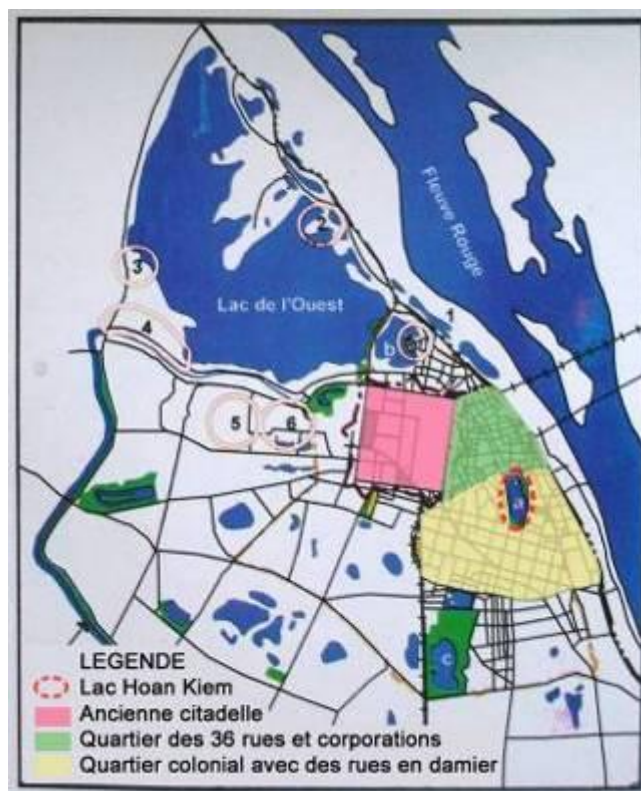 Fleuve Rouge
2
3
Lac de l'Ouest
1
4
b
5
6
a
c
LEGENDE
Lac Hoan Kiem
Ancienne citadelle
Quartier des 36 rues et corporations
Quartier colonial avec des rues en damier